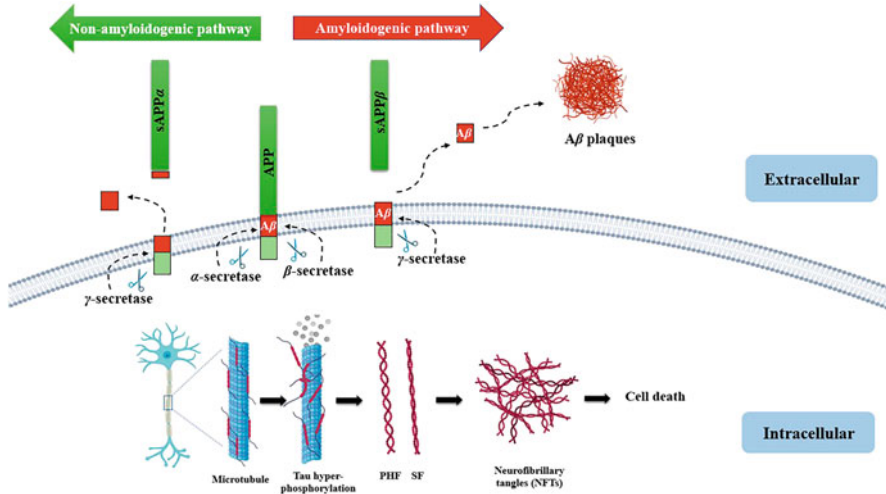 Non-amyloidogenic pathway
Amyloidogenic pathway
sAPPα
APP
sAPPβ
Aβ
Aβ plaques
Extracellular
Aβ
Aβ
γ-secretase
α-secretase
β-secretase
γ-secretase
Cell death
Intracellular
Microtubule
Tau hyper-
phosphorylation
PHF
SF
Neurofibrillary
tangles (NFTs)